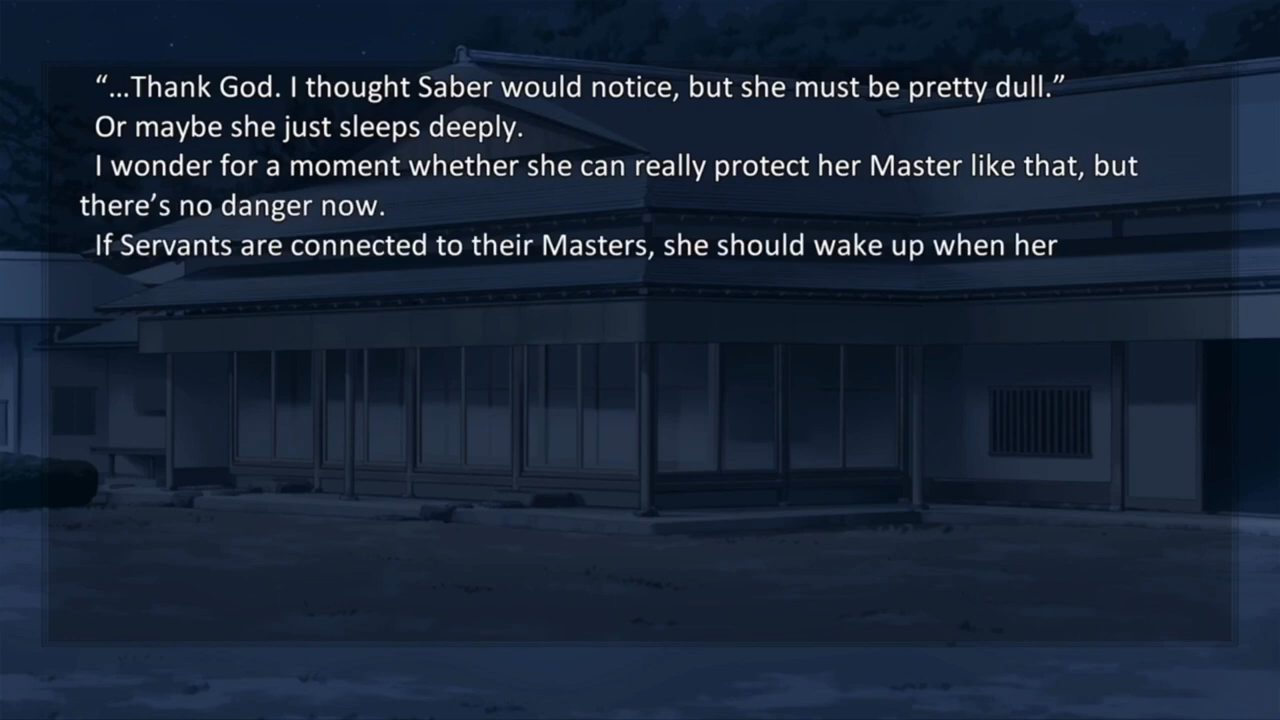 “...Thank God. I thought Saber would notice, but she must be pretty dull.”
Or maybe she just sleeps deeply.
I wonder for a moment whether she can really protect her Master like that, but
there’s no danger now.
If Servants are connected to their Masters, she should wake up when her